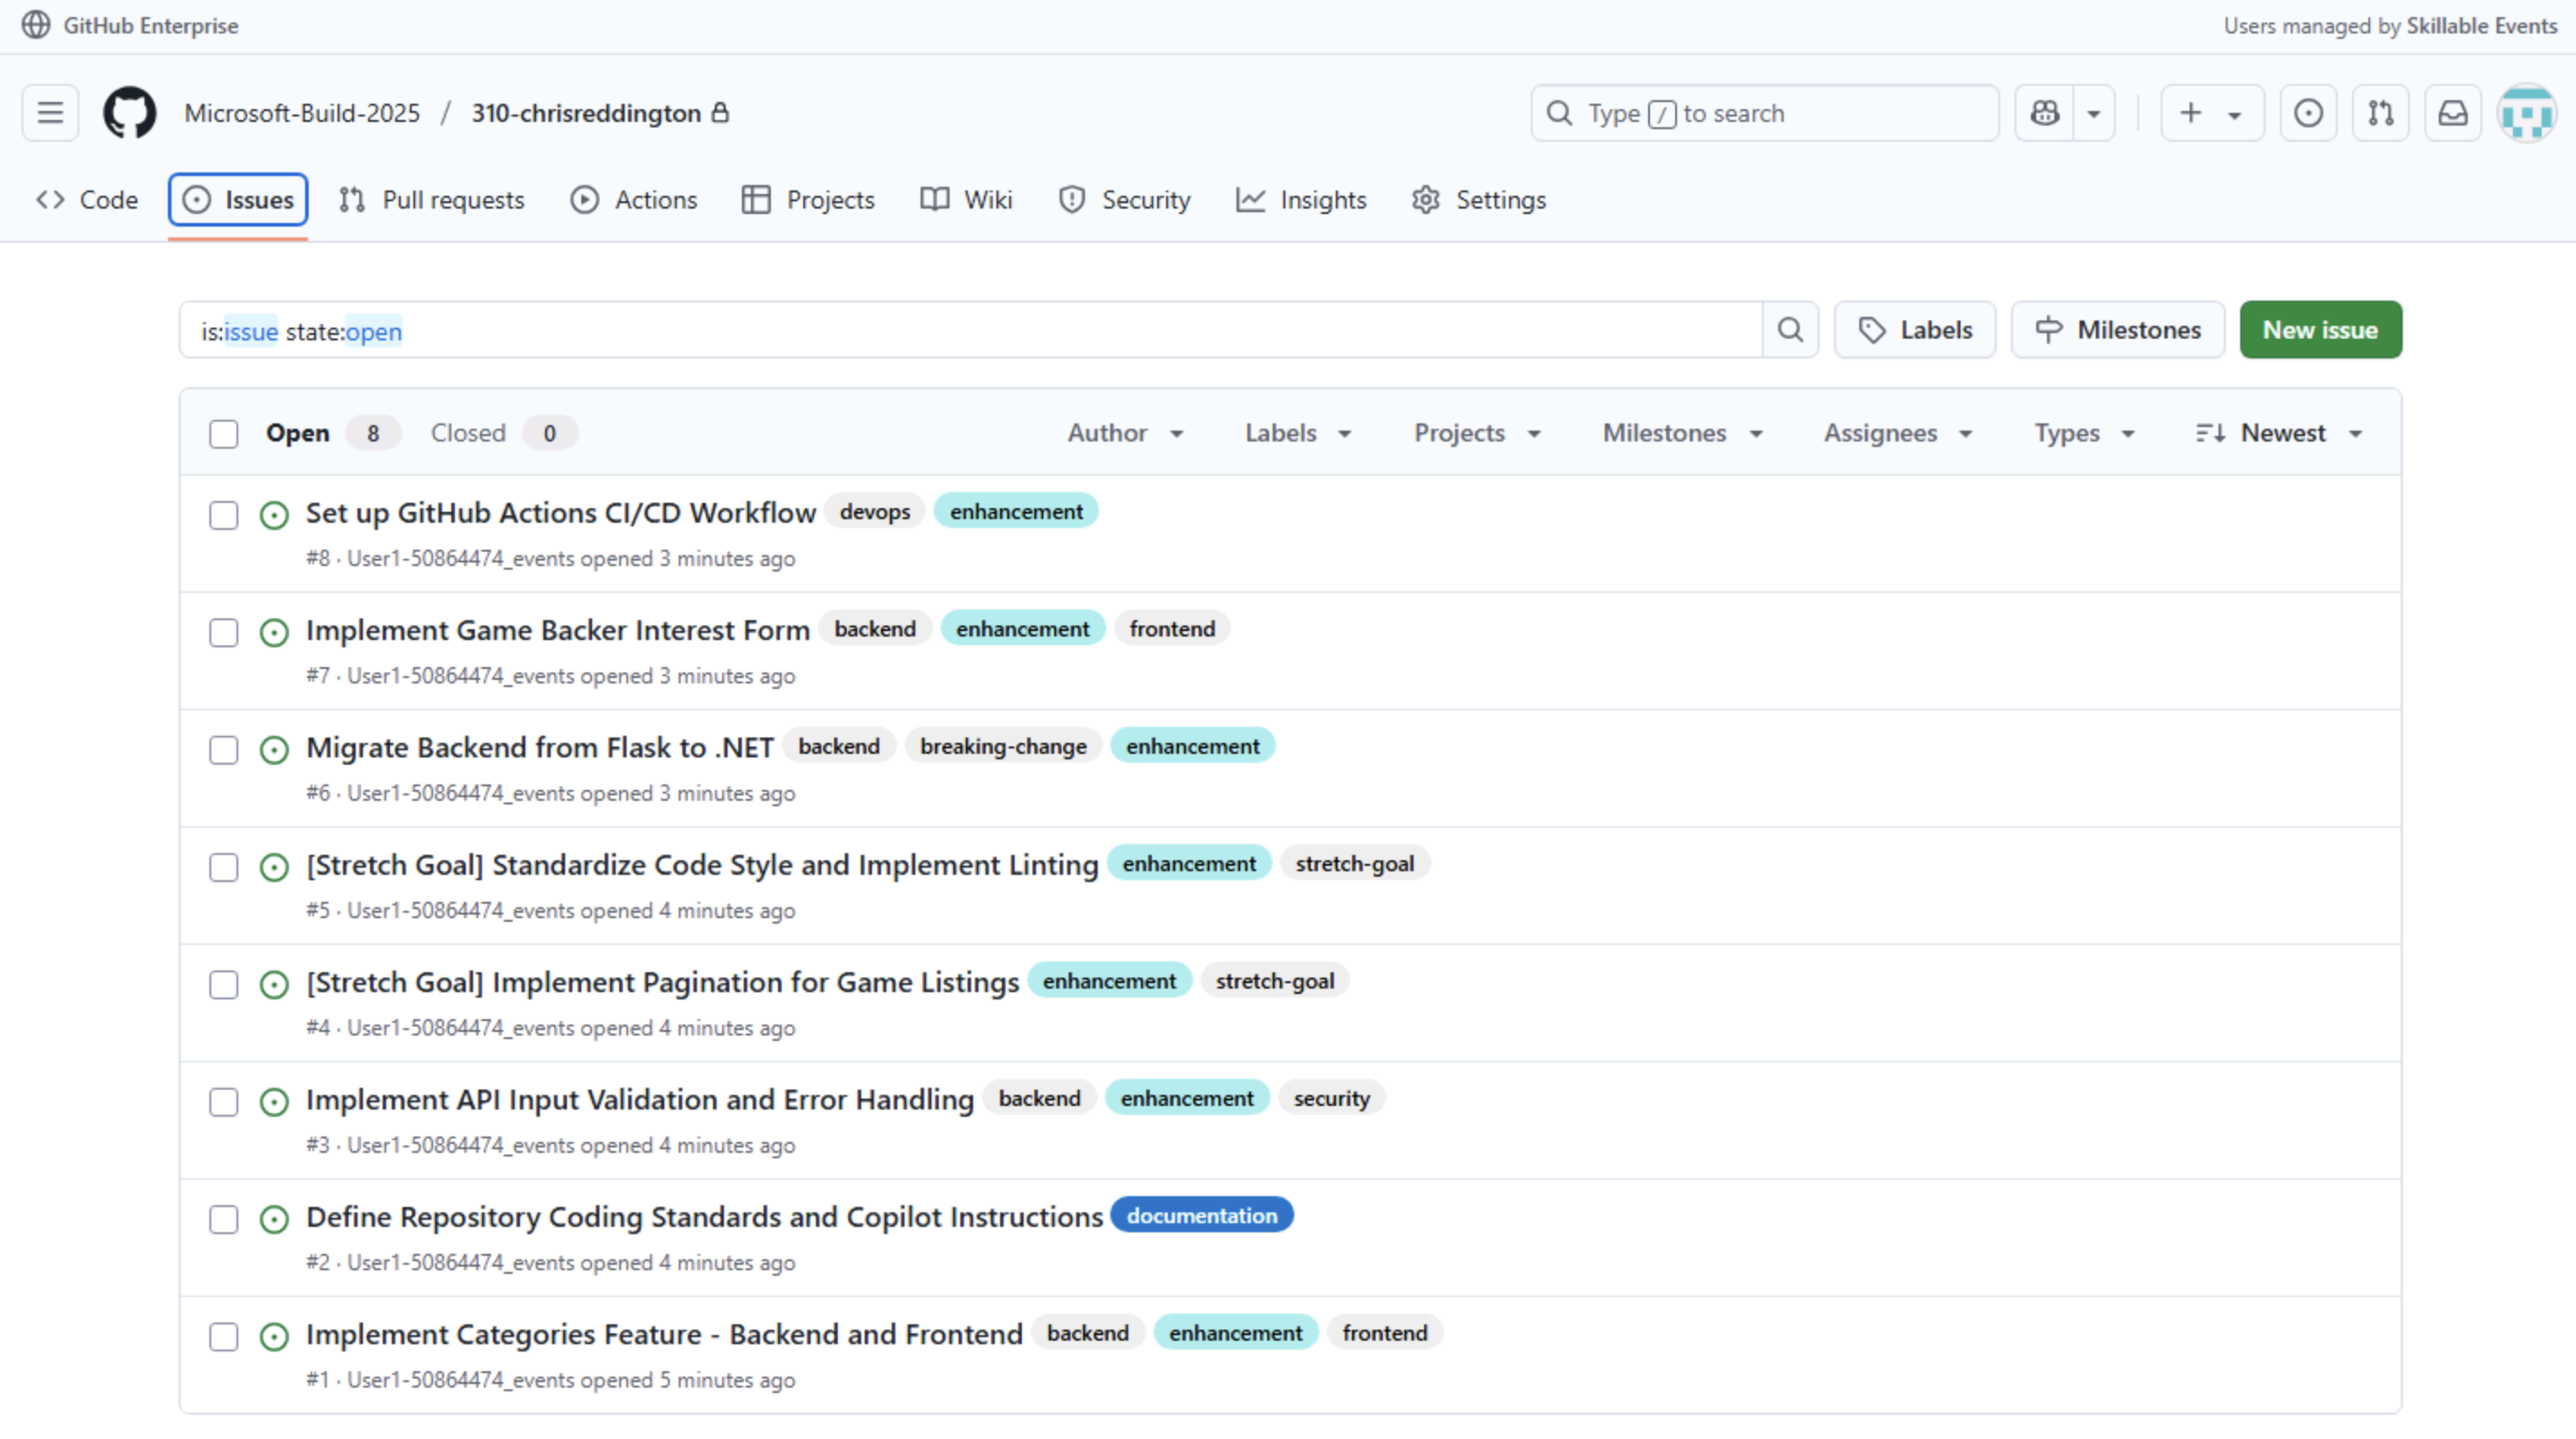 GitHub Enterprise Users managed by Skillable Events
Microsoft-Build-2025 / 310-chrisreddington Type / to search
Code Issues Pull requests Actions Projects Wiki Security Insights Settings
is:issue state:open Labels Milestones New issue
Open 8 Closed 0 Author Labels Projects Milestones Assignees Types Newest
Set up GitHub Actions CI/CD Workflow devops enhancement
#8 · User1-50864474_events opened 3 minutes ago
Implement Game Backer Interest Form backend enhancement frontend
#7 · User1-50864474_events opened 3 minutes ago
Migrate Backend from Flask to .NET backend breaking-change enhancement
#6 · User1-50864474_events opened 3 minutes ago
[Stretch Goal] Standardize Code Style and Implement Linting enhancement stretch-goal
#5 · User1-50864474_events opened 4 minutes ago
[Stretch Goal] Implement Pagination for Game Listings enhancement stretch-goal
#4 · User1-50864474_events opened 4 minutes ago
Implement API Input Validation and Error Handling backend enhancement security
#3 · User1-50864474_events opened 4 minutes ago
Define Repository Coding Standards and Copilot Instructions documentation
#2 · User1-50864474_events opened 4 minutes ago
Implement Categories Feature - Backend and Frontend backend enhancement frontend
#1 · User1-50864474_events opened 5 minutes ago